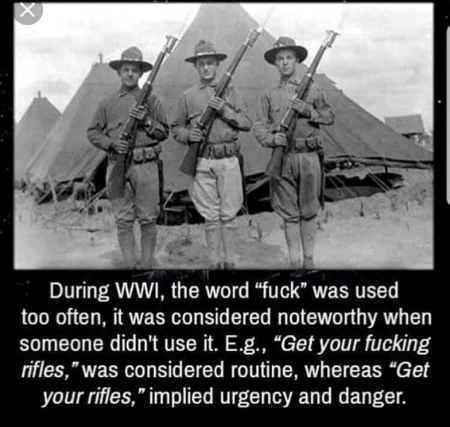 During WWI, the word “fuck” was used
too often, it was considered noteworthy when
someone didn't use it. E.g., “Get your fucking
rifles,” was considered routine, whereas “Get
your rifles,” implied urgency and danger.